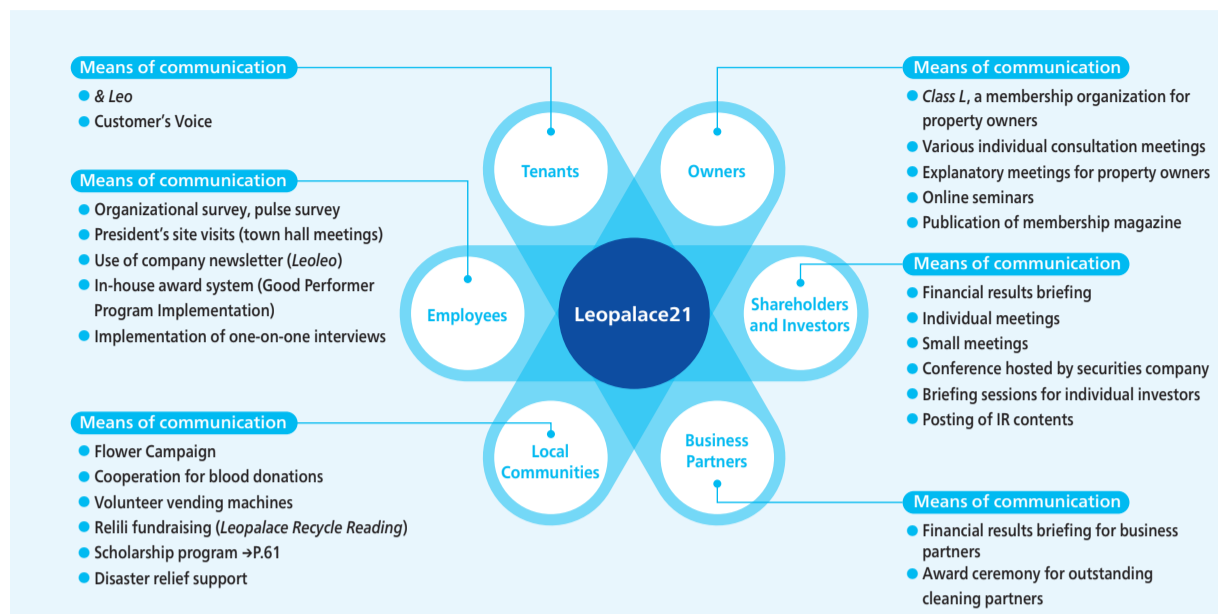 Means of communication
& Leo
Customer's Voice
Means of communication
Organizational survey, pulse survey
President's site visits (town hall meetings)
Use of company newsletter (Leoleo)
In-house award system (Good Performer
Program Implementation)
Implementation of one-on-one interviews
Means of communication
Flower Campaign
Cooperation for blood donations
Volunteer vending machines
Relili fundraising (Leopalace Recycle Reading)
Scholarship program →P.61
Disaster relief support
Tenants
Owners
Employees
Leopalace21
Shareholders
and Investors
Local
Communities
Business
Partners
Means of communication
Class L, a membership organization for
property owners
Various individual consultation meetings
Explanatory meetings for property owners
Online seminars
Publication of membership magazine
Means of communication
Financial results briefing
Individual meetings
Small meetings
Conference hosted by securities company
Briefing sessions for individual investors
Posting of IR contents
Means of communication
Financial results briefing for business
partners
Award ceremony for outstanding
cleaning partners